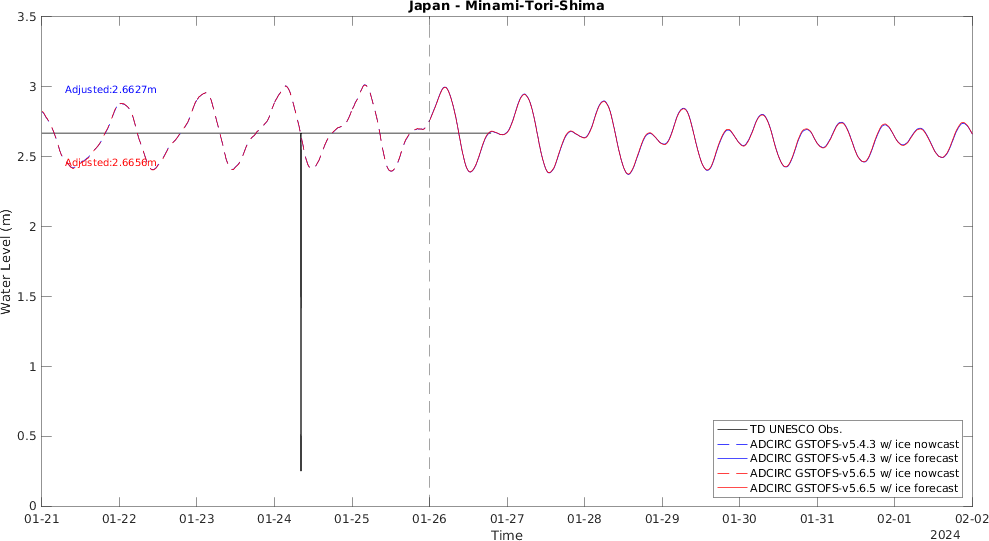 Japan - Minami-Tori-Shima
3.5
3
2.5
2
1.5
1
0.5
0
Water Level (m)
Adjusted:2.6627m
Adjusted:2.6656m
TD UNESCO Obs.
ADCIRC GSTOFS-v5.4.3 w/ ice nowcast
ADCIRC GSTOFS-v5.4.3 w/ ice forecast
ADCIRC GSTOFS-v5.6.5 w/ ice nowcast
ADCIRC GSTOFS-v5.6.5 w/ ice forecast
01-21 01-22 01-23 01-24 01-25 01-26 01-27 01-28 01-29 01-30 01-31 02-01 02-02
Time
2024